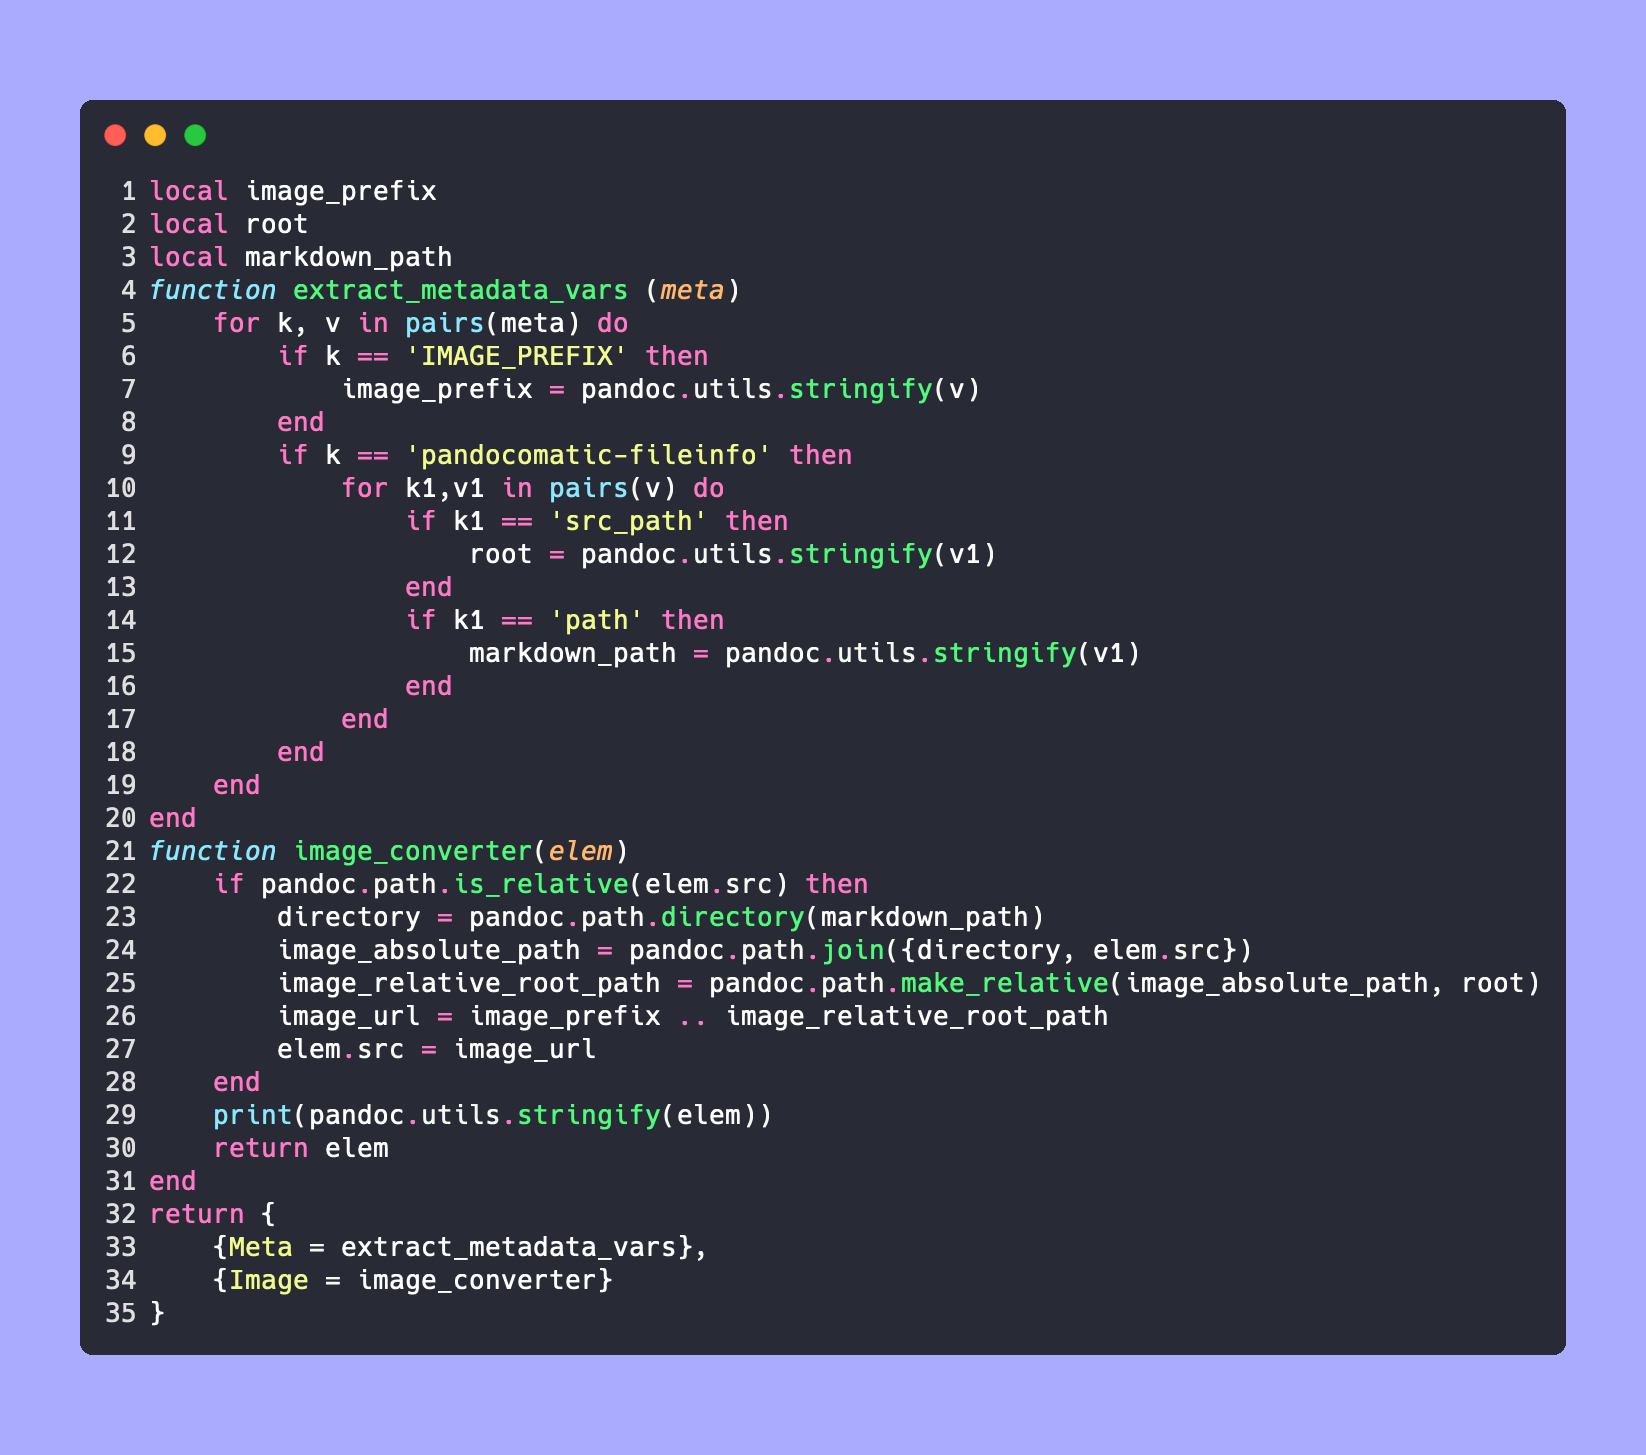 1 local image_prefix
2 local root
3 local markdown_path
4 function extract_metadata_vars (meta)
5     for k, v in pairs(meta) do
6         if k == 'IMAGE_PREFIX' then
7             image_prefix = pandoc.utils.stringify(v)
8         end
9         if k == 'pandocomatic-fileinfo' then
10             for k1,v1 in pairs(v) do
11                 if k1 == 'src_path' then
12                     root = pandoc.utils.stringify(v1)
13                 end
14                 if k1 == 'path' then
15                     markdown_path = pandoc.utils.stringify(v1)
16                 end
17             end
18         end
19     end
20 end
21 function image_converter(elem)
22     if pandoc.path.is_relative(elem.src) then
23         directory = pandoc.path.directory(markdown_path)
24         image_absolute_path = pandoc.path.join({directory, elem.src})
25         image_relative_root_path = pandoc.path.make_relative(image_absolute_path, root)
26         image_url = image_prefix .. image_relative_root_path
27         elem.src = image_url
28     end
29     print(pandoc.utils.stringify(elem))
30     return elem
31 end
32 return {
33     {Meta = extract_metadata_vars},
34     {Image = image_converter}
35 }